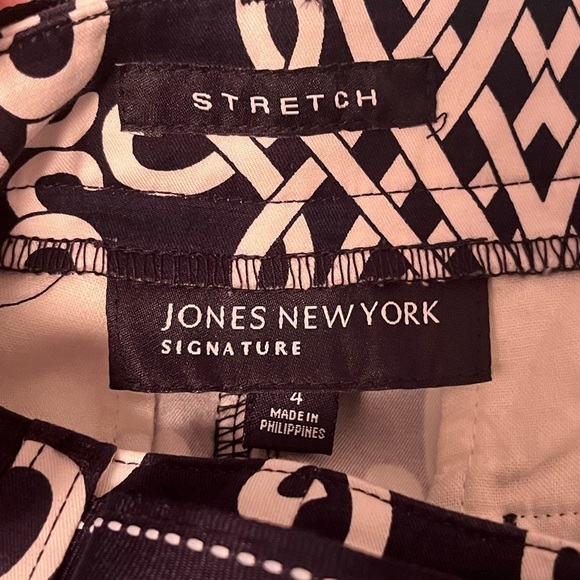 STRETCH
JONES NEW YORK
SIGNATURE
4
MADE IN
PHILIPPINES